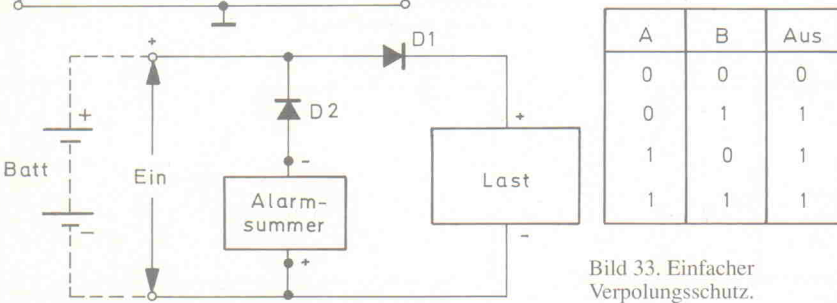 +
D1
D2
+
Batt
-
Ein
-
Alarm-
summer
+
+
Last
-
A B Aus
0 0 0
0 1 1
1 0 1
1 1 1
Bild 33. Einfacher
Verpolungsschutz.